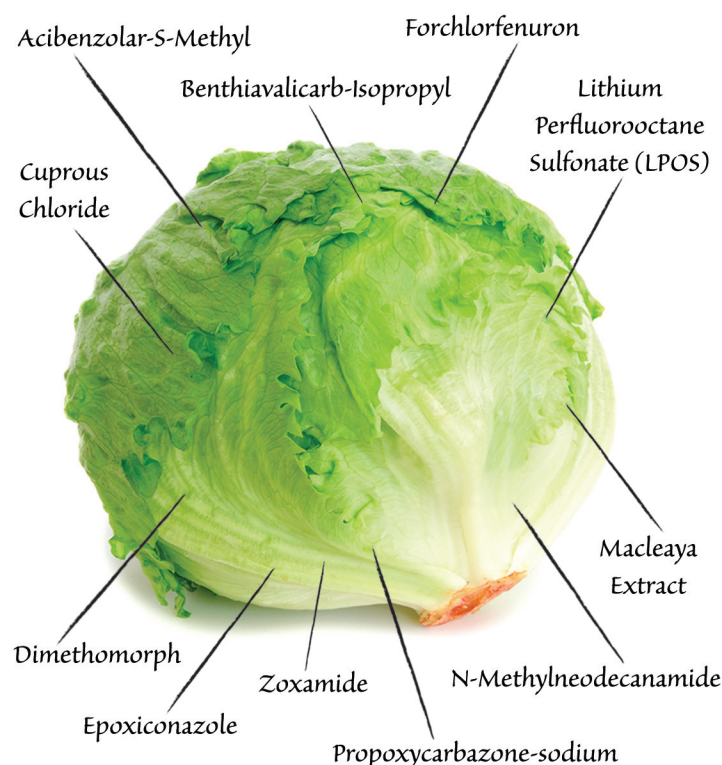 Acibenzolar-S-Methyl
Forchlorfenuron
Benthiavalicarb-Isopropyl
Lithium
Perfluorooctane
Sulfonate (LPOS)
Cuprous
Chloride
Macleaya
Extract
Dimethomorph
Zoxamide
N-Methylneodecanamide
Epoxiconazole
Propoxycarbazone-sodium